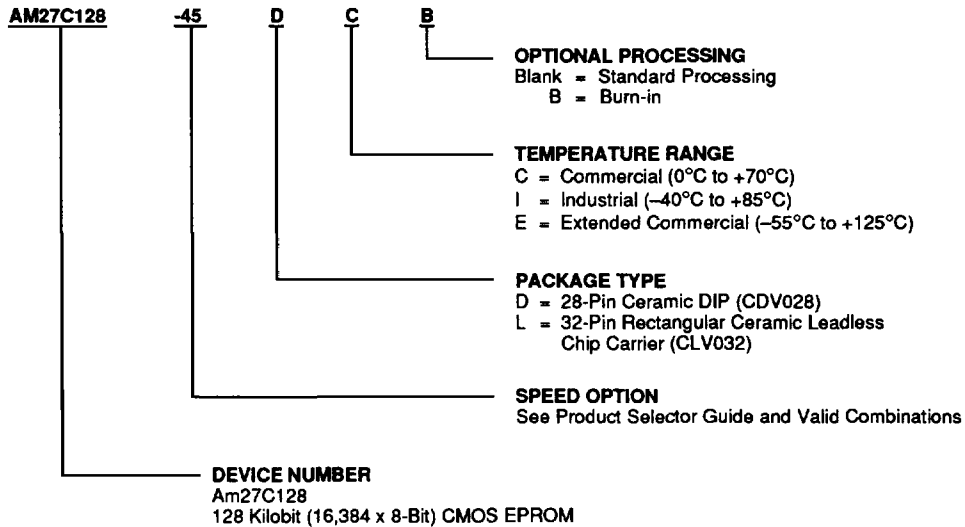 AM27C128 -45 D C B
OPTIONAL PROCESSING
Blank = Standard Processing
B = Burn-in
TEMPERATURE RANGE
C = Commercial (0°C to +70°C)
I = Industrial (–40°C to +85°C)
E = Extended Commercial (–55°C to +125°C)
PACKAGE TYPE
D = 28-Pin Ceramic DIP (CDV028)
L = 32-Pin Rectangular Ceramic Leadless
Chip Carrier (CLV032)
SPEED OPTION
See Product Selector Guide and Valid Combinations
DEVICE NUMBER
Am27C128
128 Kilobit (16,384 x 8-Bit) CMOS EPROM